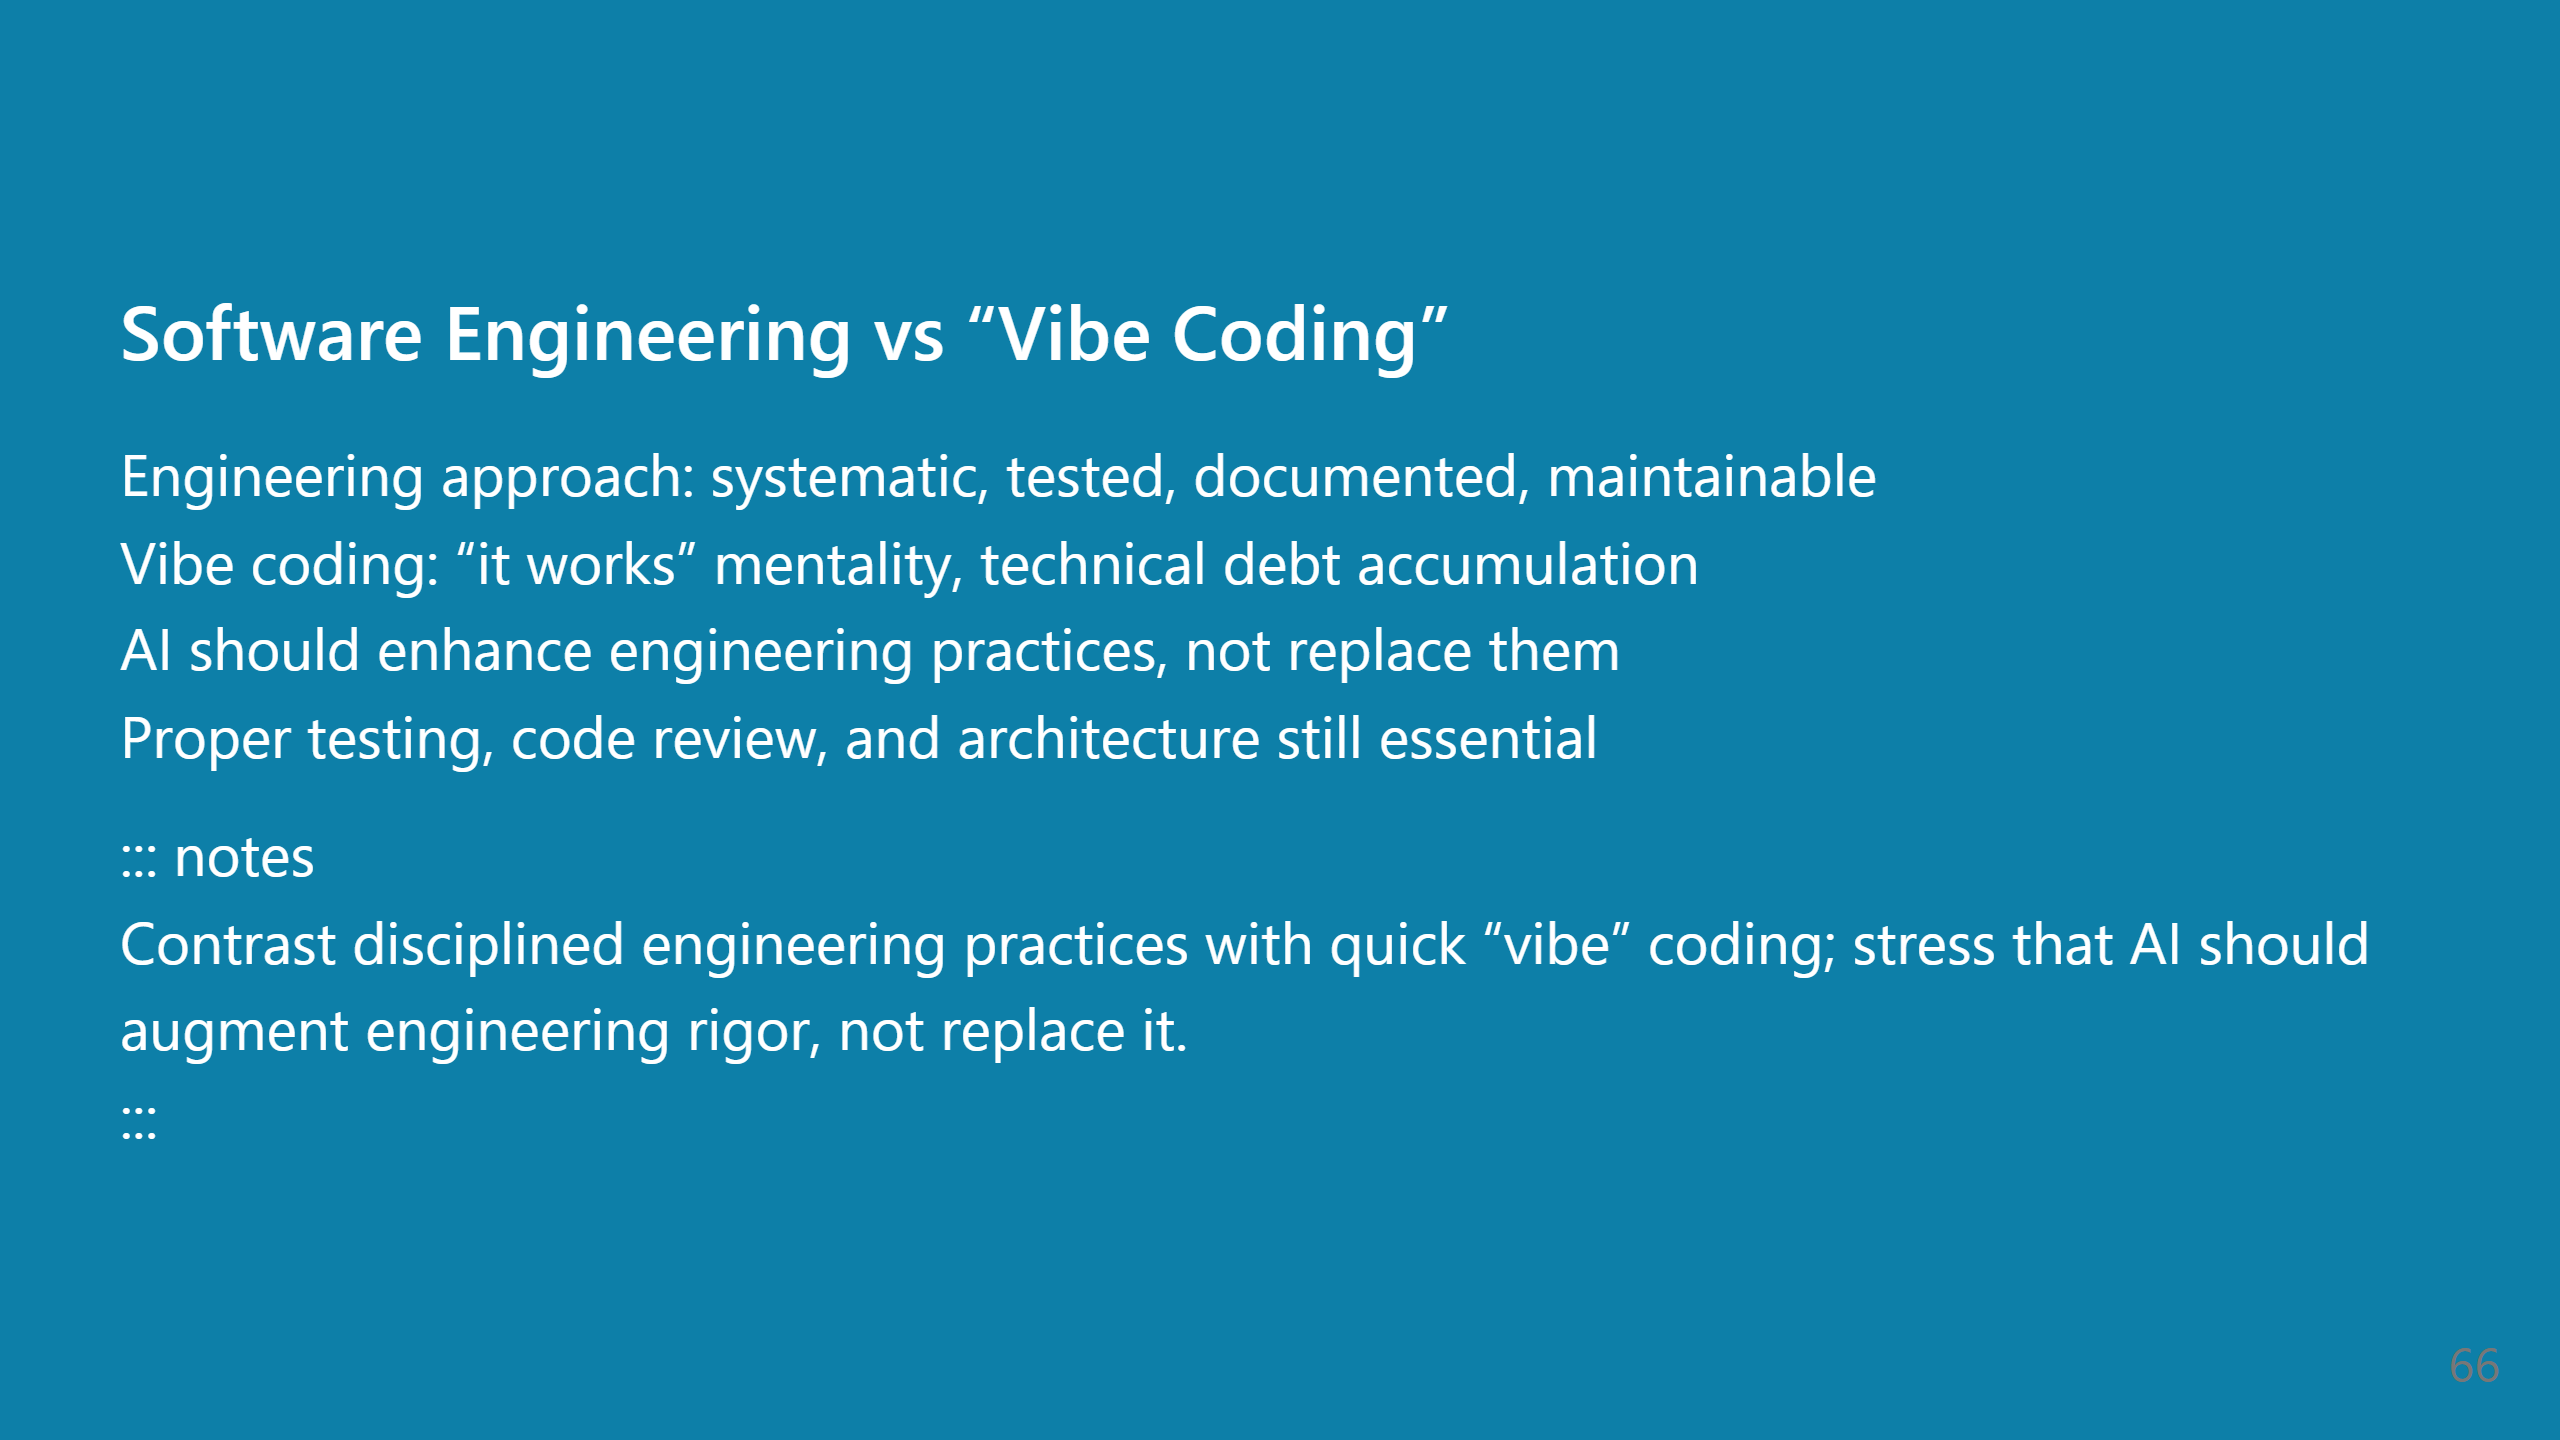 Software Engineering vs “Vibe Coding”
Engineering approach: systematic, tested, documented, maintainable
Vibe coding: “it works” mentality, technical debt accumulation
AI should enhance engineering practices, not replace them
Proper testing, code review, and architecture still essential
::: notes
Contrast disciplined engineering practices with quick “vibe” coding; stress that AI should
augment engineering rigor, not replace it.
:::
66